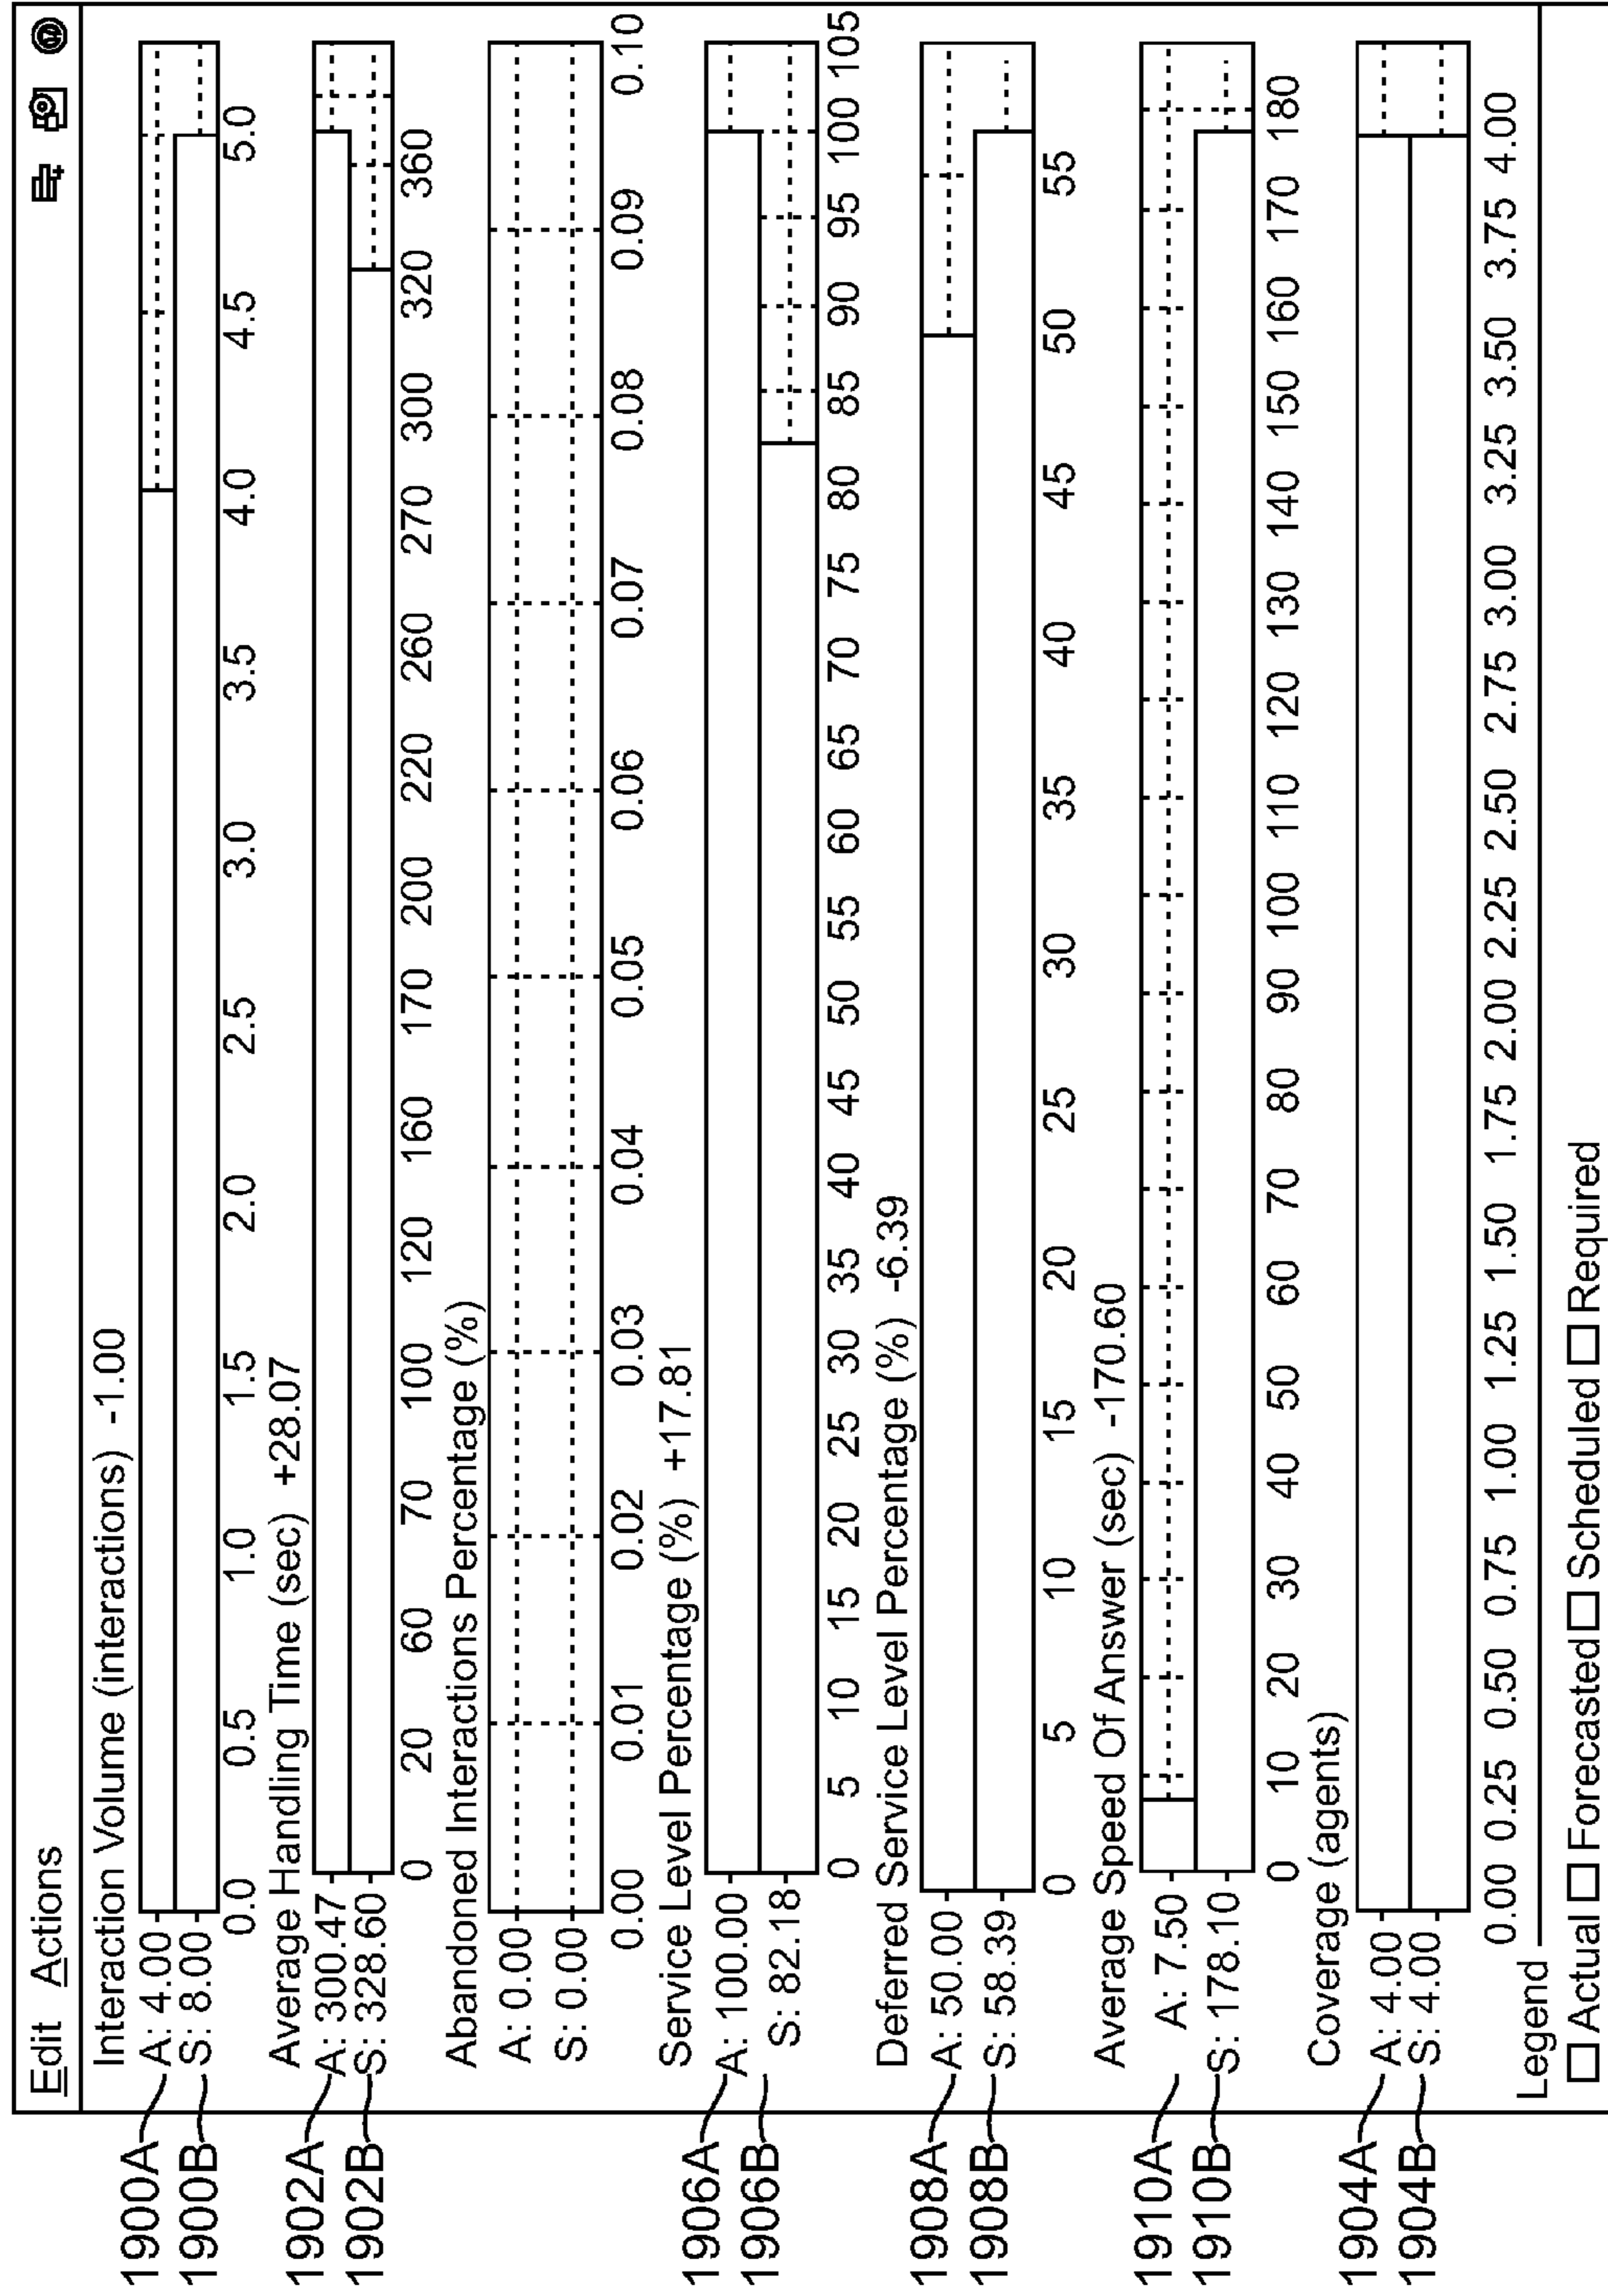 Edit Actions
Interaction Volume (interactions) -1.00
1900A
A: 4.00
1900B
S: 8.00
0.0 0.5 1.0 1.5 2.0 2.5 3.0 3.5 4.0 4.5 5.0
Average Handling Time (sec) +28.07
1902A
A: 300.47
1902B
S: 328.60
0 20 60 70 100 120 160 170 200 220 260 270 300 320 360
Abandoned Interactions Percentage (%)
A: 0.00
S: 0.00
0.00 0.01 0.02 0.03 0.04 0.05 0.06 0.07 0.08 0.09 0.10
Service Level Percentage (%) +17.81
1906A
A: 100.00
1906B
S: 82.18
0 5 10 15 20 25 30 35 40 45 50 55 60 65 70 75 80 85 90 95 100 105
Deferred Service Level Percentage (%) -6.39
1908A
A: 50.00
1908B
S: 58.39
0 5 10 15 20 25 30 35 40 45 50 55
Average Speed Of Answer (sec) -170.60
1910A
A: 7.50
1910B
S: 178.10
0 10 20 30 40 50 60 70 80 90 100 110 120 130 140 150 160 170 180
Coverage (agents)
1904A
A: 4.00
1904B
S: 4.00
0.00 0.25 0.50 0.75 1.00 1.25 1.50 1.75 2.00 2.25 2.50 2.75 3.00 3.25 3.50 3.75 4.00
Legend
Actual Forecasted Scheduled Required